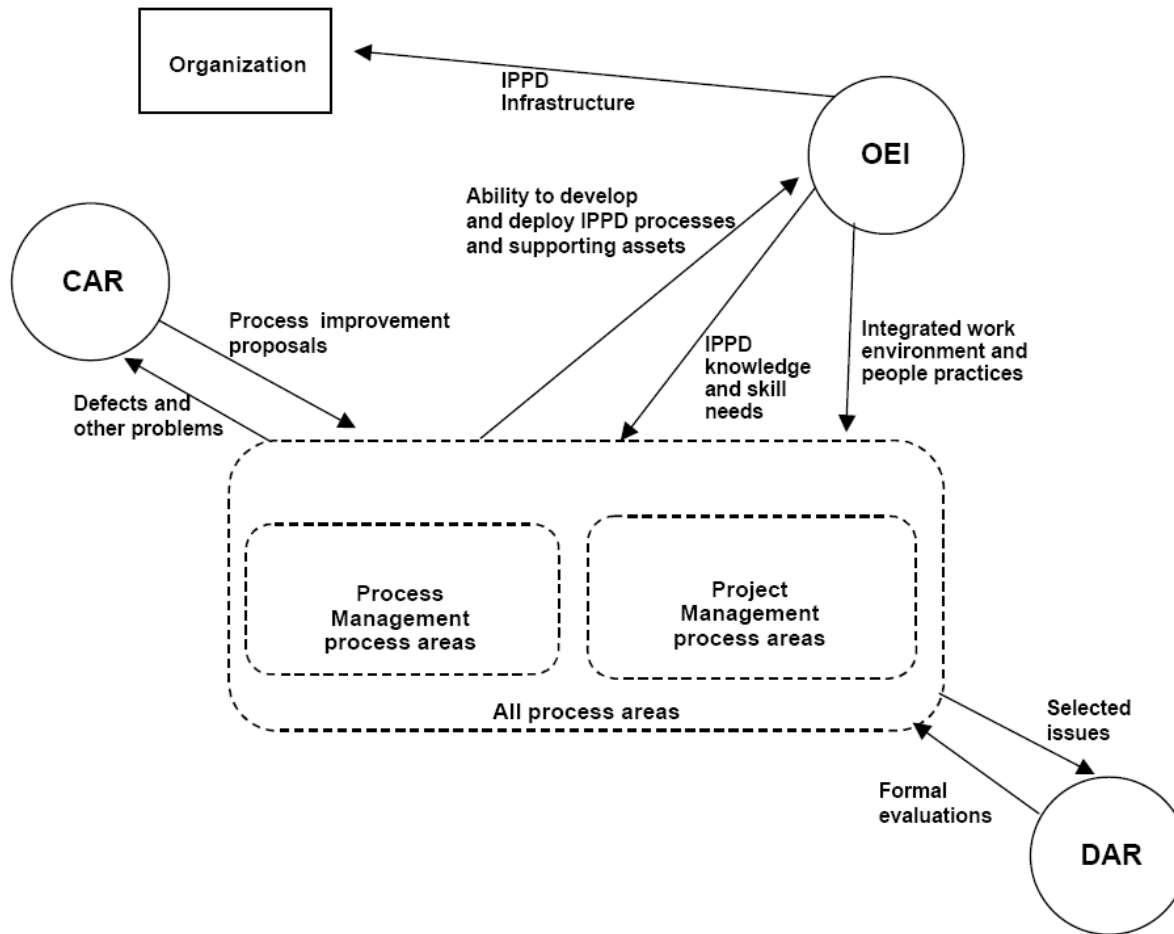 Organization
IPPD
Infrastructure
OEI
Ability to develop
and deploy IPPD processes
and supporting assets
CAR
Process improvement
proposals
Integrated work
environment and
people practices
IPPD
knowledge
and skill
needs
Defects and
other problems
Process
Management
process areas
Project
Management
process areas
All process areas
Selected
issues
Formal
evaluations
DAR